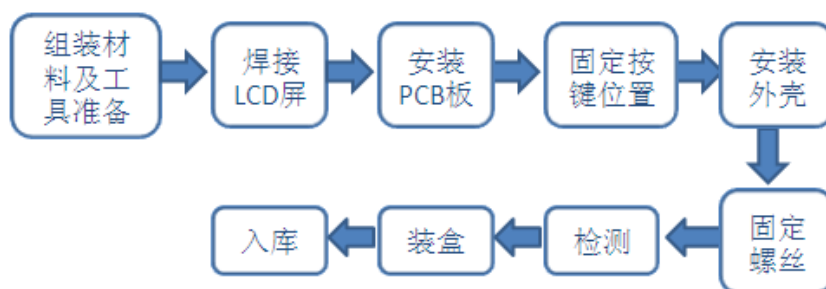 组装材
料及工
具准备
焊接
LCD屏
安装
PCB板
固定按
键位置
安装
外壳
固定
螺丝
检测
装盒
入库